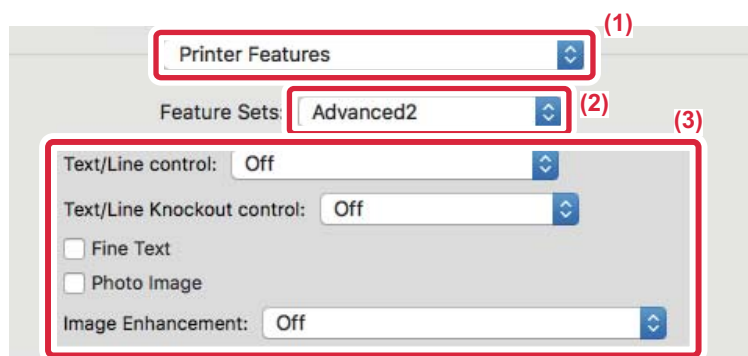 (1)
Printer Features
Feature Sets: Advanced2 (2)
(3)
Text/Line control: Off
Text/Line Knockout control: Off
Fine Text
Photo Image
Image Enhancement: Off